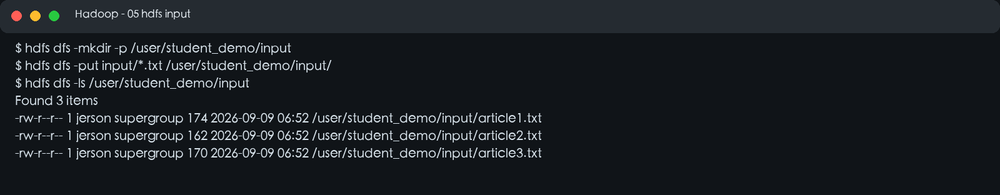 Hadoop - 05 hdfs input
$ hdfs dfs -mkdir -p /user/student_demo/input
$ hdfs dfs -put input/*.txt /user/student_demo/input/
$ hdfs dfs -ls /user/student_demo/input
Found 3 items
-rw-r--r-- 1 jerson supergroup 174 2026-09-09 06:52 /user/student_demo/input/article1.txt
-rw-r--r-- 1 jerson supergroup 162 2026-09-09 06:52 /user/student_demo/input/article2.txt
-rw-r--r-- 1 jerson supergroup 170 2026-09-09 06:52 /user/student_demo/input/article3.txt